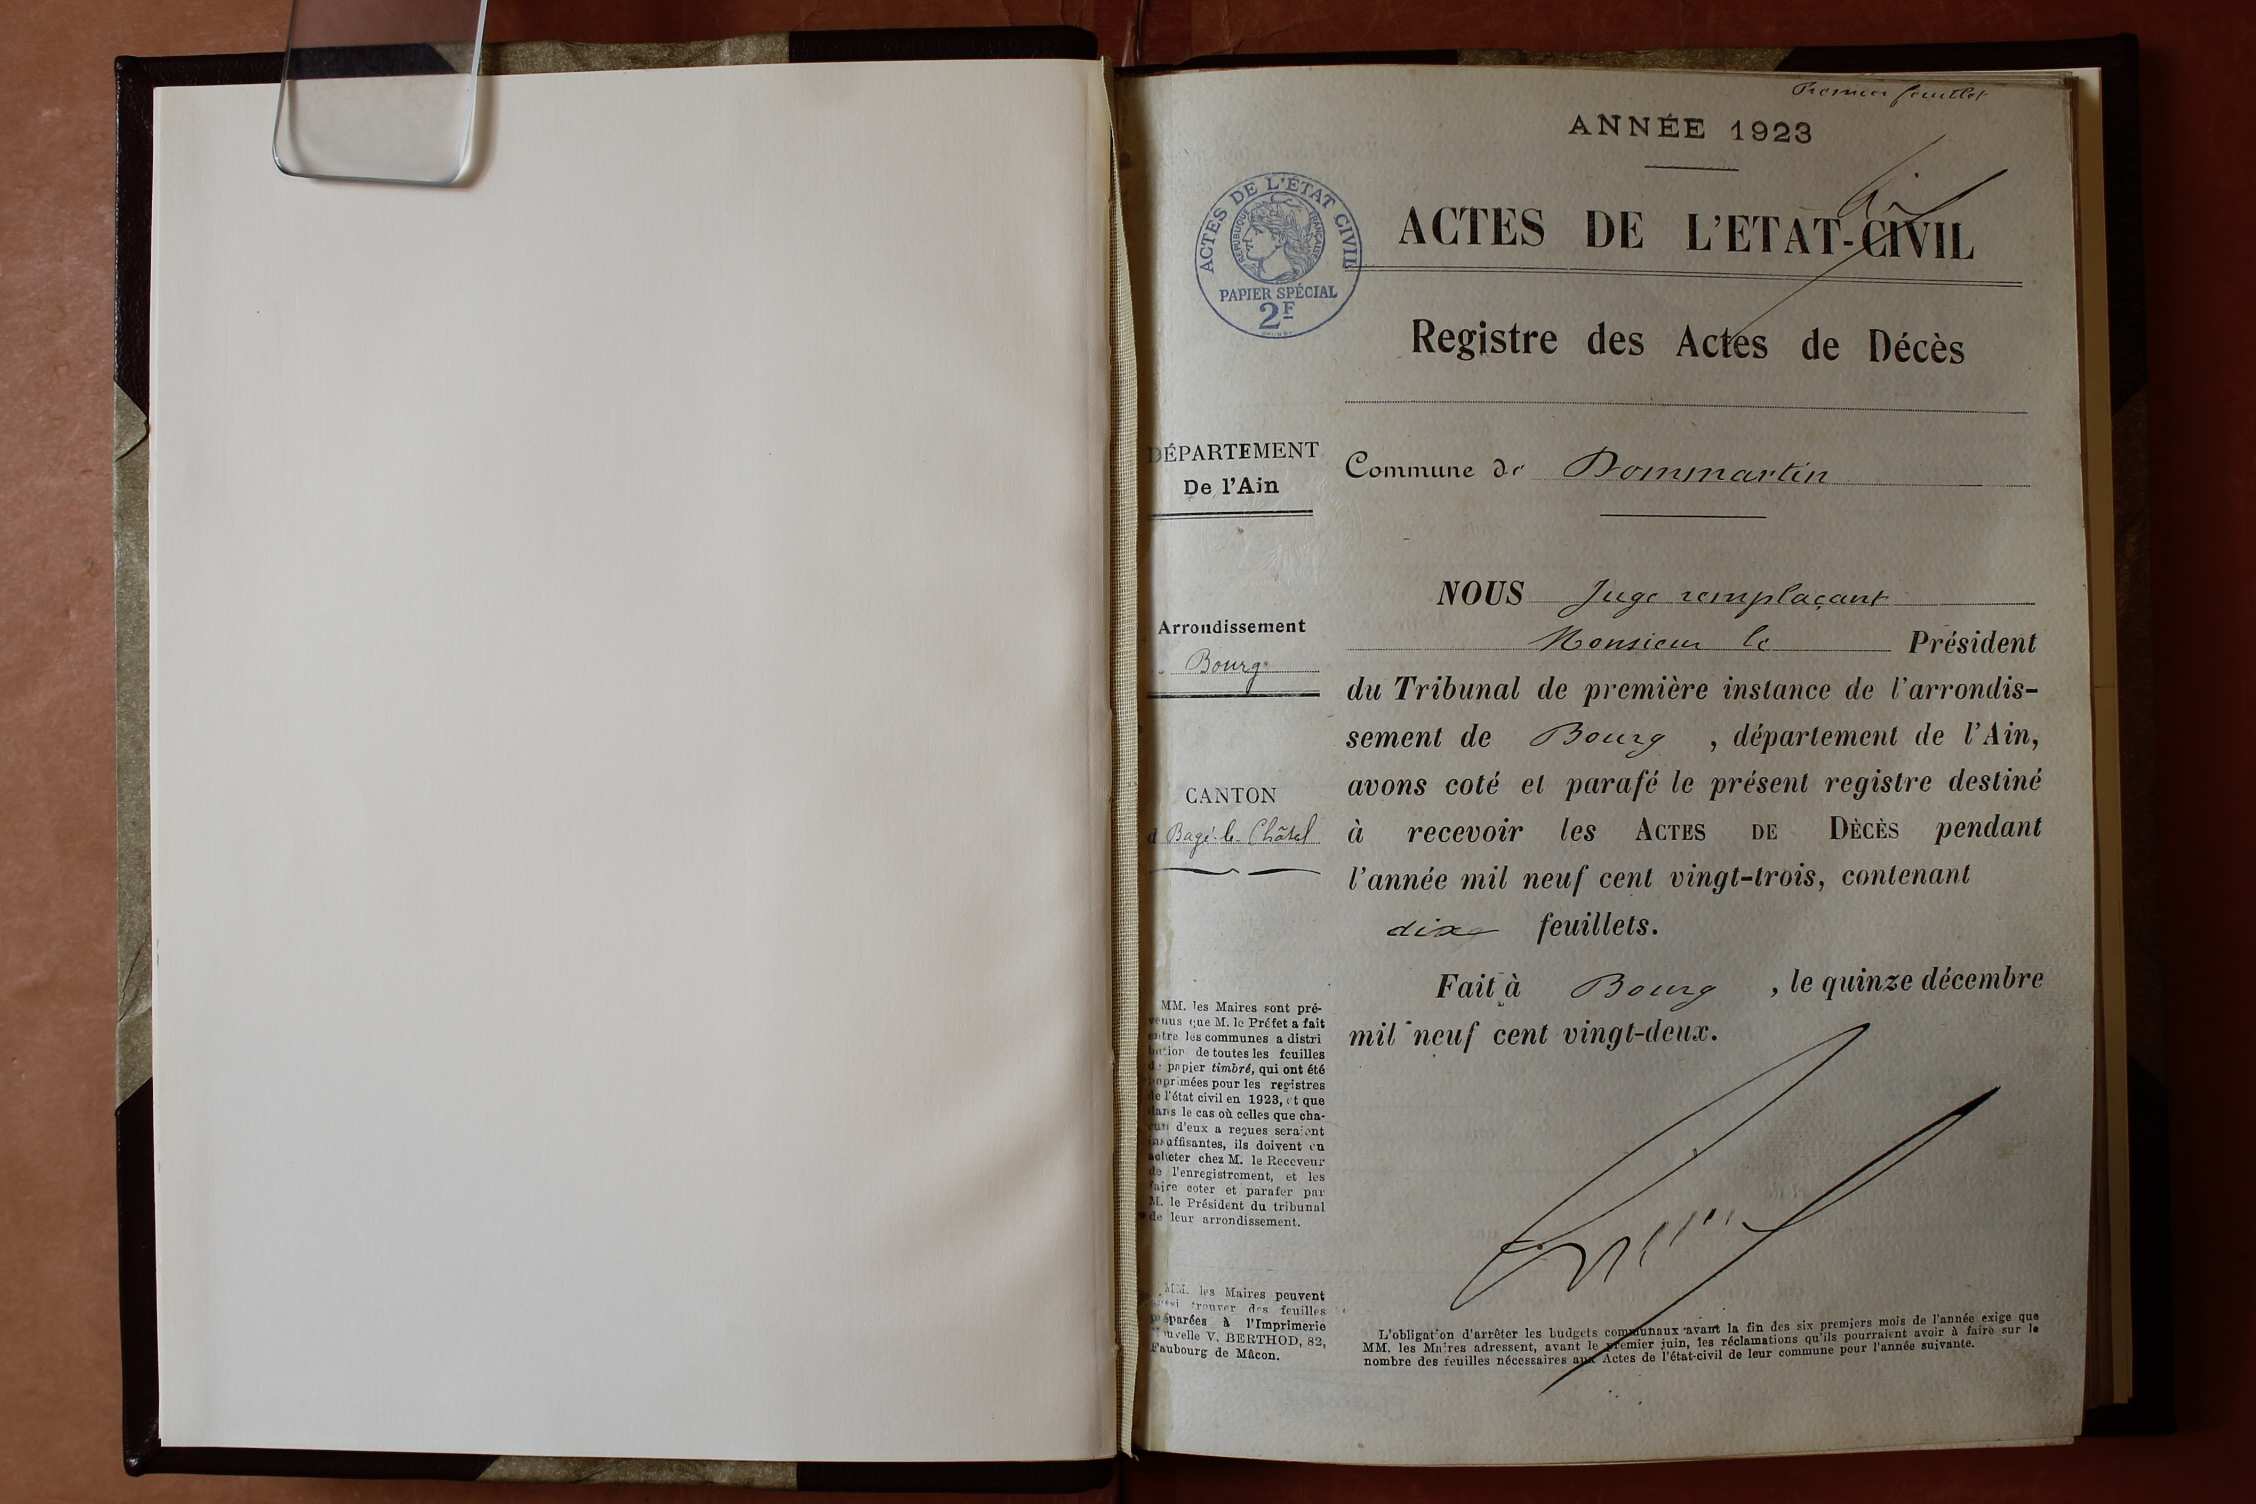 Premier feuillet
ANNÉE 1923
ACTES DE L'ÉTAT CIVIL
RÉPUBLIQUE FRANÇAISE
PAPIER SPÉCIAL
2F
ACTES DE L'ETAT-CIVIL
Registre des Actes de Décès
DÉPARTEMENT
De l'Ain
Commune de Dommartin
Arrondissement
Bourg
CANTON
d Bagé-le-Châtel
NOUS Juge remplaçant
Monsieur le Président
du Tribunal de première instance de l'arrondis-
sement de Bourg, département de l'Ain,
avons coté et parafé le présent registre destiné
à recevoir les ACTES DE DÉCÈS pendant
l'année mil neuf cent vingt-trois, contenant
dix feuillets.
Fait à Bourg, le quinze décembre
mil neuf cent vingt-deux.
MM. les Maires sont pré-
venus que M. le Préfet a fait
entre les communes a distri
bution de toutes les feuilles
de papier timbré, qui ont été
imprimées pour les registres
de l'état civil en 1923, et que
dans le cas où celles que cha-
cun d'eux a reçues seraient
insuffisantes, ils doivent en
acheter chez M. le Receveur
de l'enregistrement, et les
faire coter et parafer par
M. le Président du tribunal
de leur arrondissement.
MM. les Maires peuvent
aussi trouver des feuilles
préparées à l'Imprimerie
Nouvelle V. BERTHOD, 82,
Faubourg de Mâcon.
L'obligation d'arrêter les budgets communaux avant la fin des six premiers mois de l'année exige que
MM. les Maires adressent, avant le premier juin, les réclamations qu'ils pourraient avoir à faire sur le
nombre des feuilles nécessaires aux Actes de l'état-civil de leur commune pour l'année suivante.